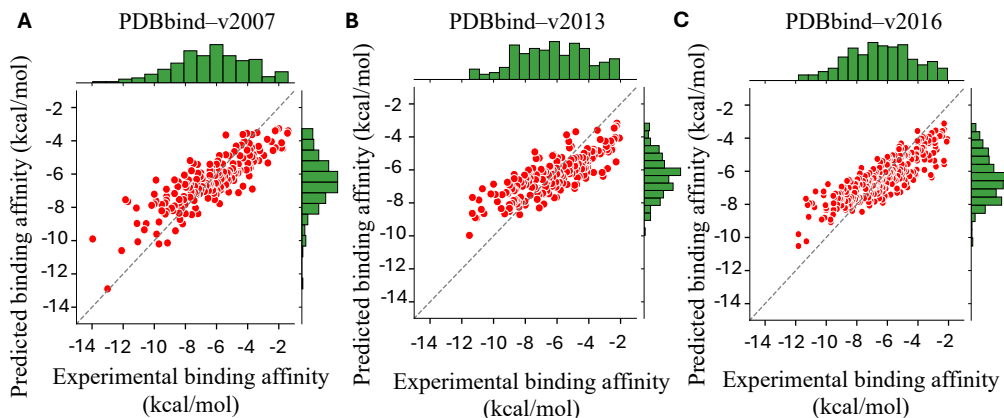 A
PDBbind–v2007
Predicted binding affinity (kcal/mol)
-2
-4
-6
-8
-10
-12
-14
-14 -12 -10 -8 -6 -4 -2
Experimental binding affinity
(kcal/mol)
B
PDBbind–v2013
Predicted binding affinity (kcal/mol)
-2
-4
-6
-8
-10
-12
-14
-14 -12 -10 -8 -6 -4 -2
Experimental binding affinity
(kcal/mol)
C
PDBbind–v2016
Predicted binding affinity (kcal/mol)
-2
-4
-6
-8
-10
-12
-14
-14 -12 -10 -8 -6 -4 -2
Experimental binding affinity
(kcal/mol)